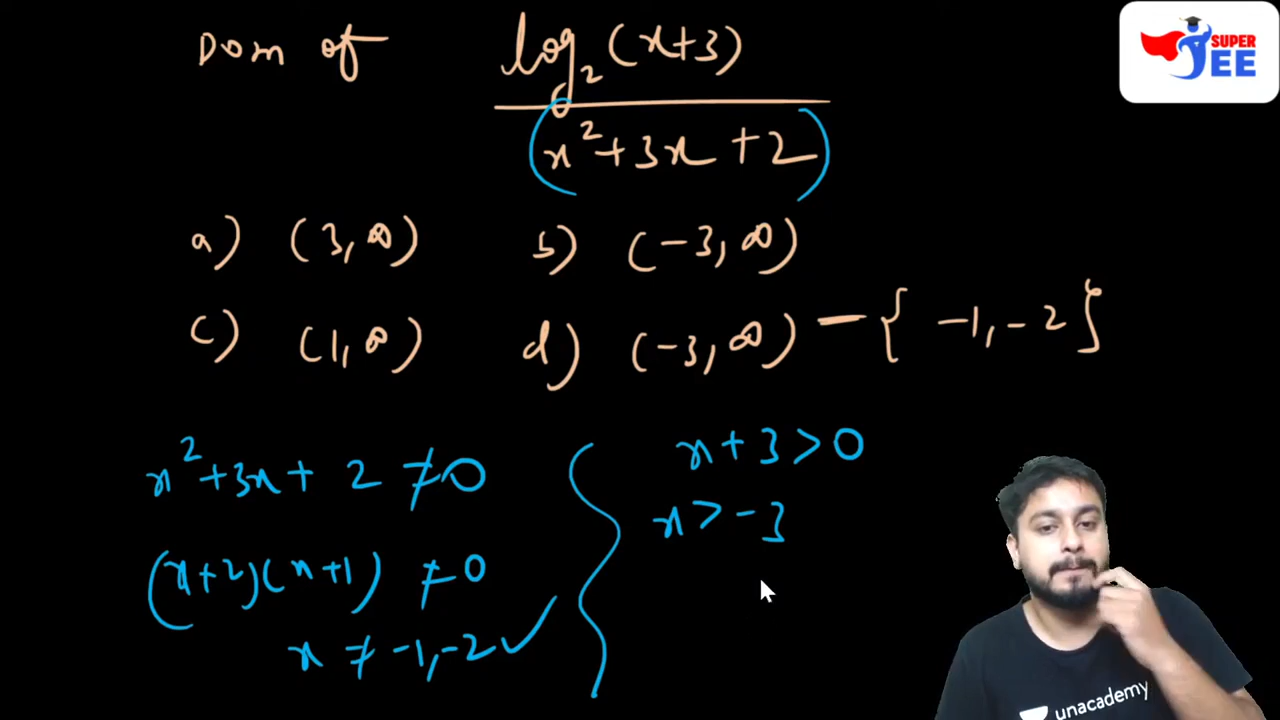 Dom of log₂(x+3)
(x²+3x+2)
a) (3, ∞) b) (-3, ∞)
c) (1, ∞) d) (-3, ∞) - { -1, -2}
x²+3x+ 2 ≠0
(x+2)(x+1) ≠0
x ≠ -1,-2 ✓
x+3>0
x>-3
SUPER
JEE
unacademy